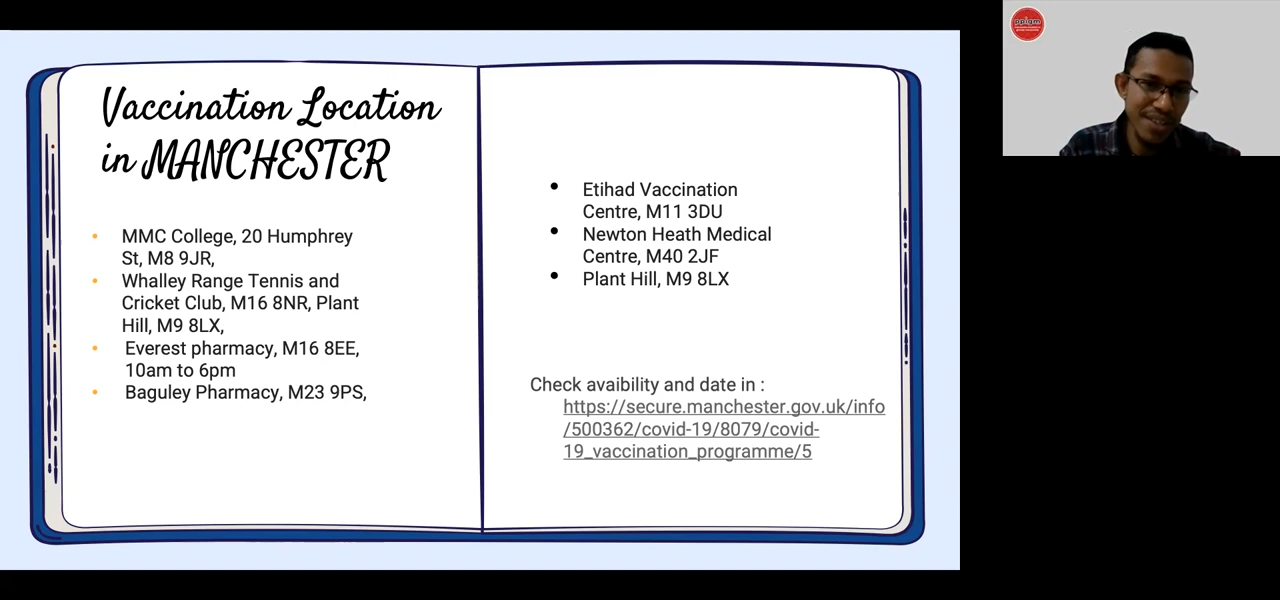 Vaccination Location
in MANCHESTER
• MMC College, 20 Humphrey
St, M8 9JR,
• Whalley Range Tennis and
Cricket Club, M16 8NR, Plant
Hill, M9 8LX,
• Everest pharmacy, M16 8EE,
10am to 6pm
• Baguley Pharmacy, M23 9PS,
• Etihad Vaccination
Centre, M11 3DU
• Newton Heath Medical
Centre, M40 2JF
• Plant Hill, M9 8LX
Check avaibility and date in :
https://secure.manchester.gov.uk/info
/500362/covid-19/8079/covid-
19_vaccination_programme/5
ppigm